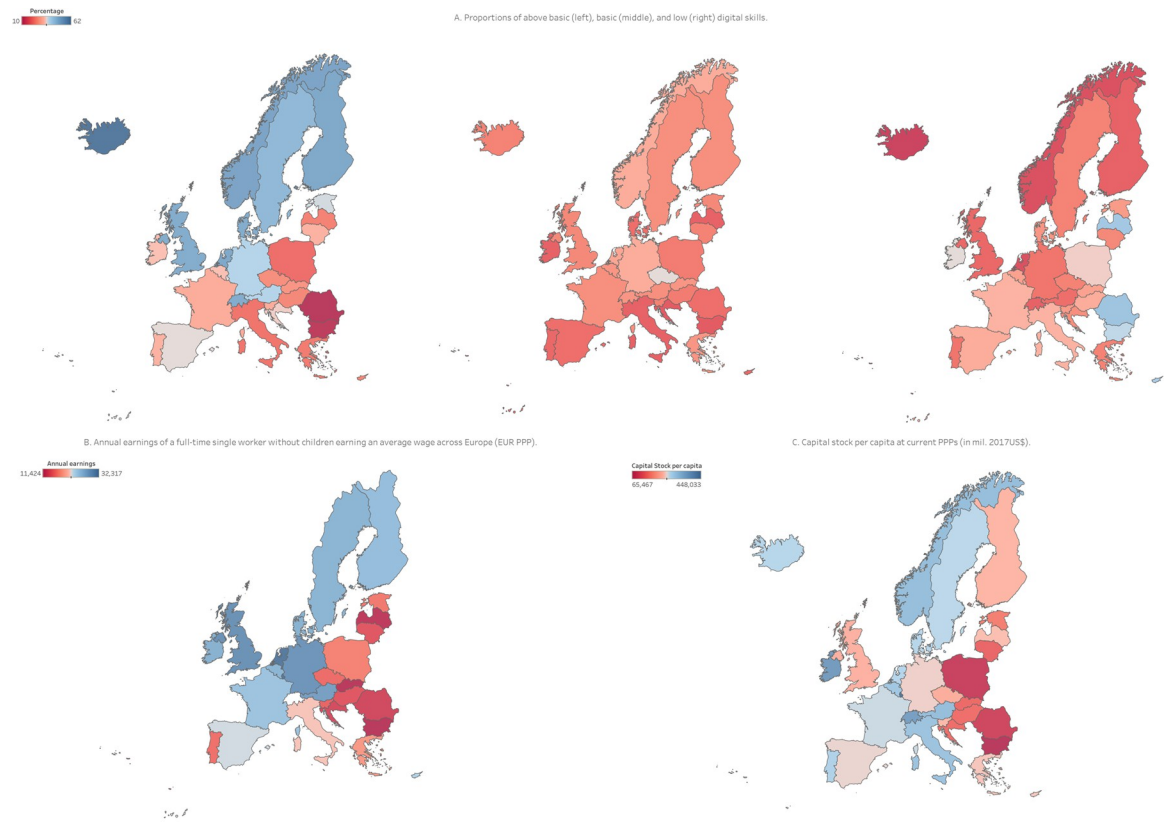 Percentage
10 62
A. Proportions of above basic (left), basic (middle), and low (right) digital skills.
B. Annual earnings of a full-time single worker without children earning an average wage across Europe (EUR PPP).
Annual earnings
11,424 32,317
C. Capital stock per capita at current PPPs (in mil. 2017US$).
Capital Stock per capita
65,467 448,033